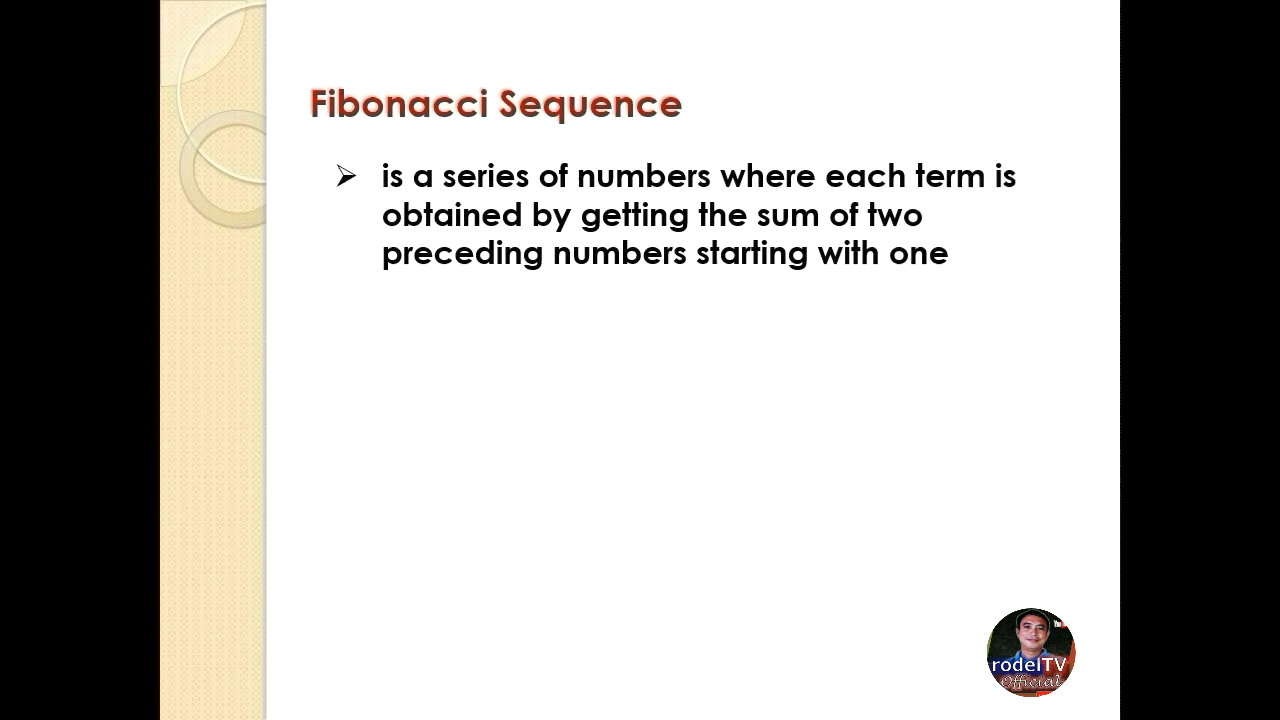 Fibonacci Sequence
➢ is a series of numbers where each term is
obtained by getting the sum of two
preceding numbers starting with one
rodelTV
Official